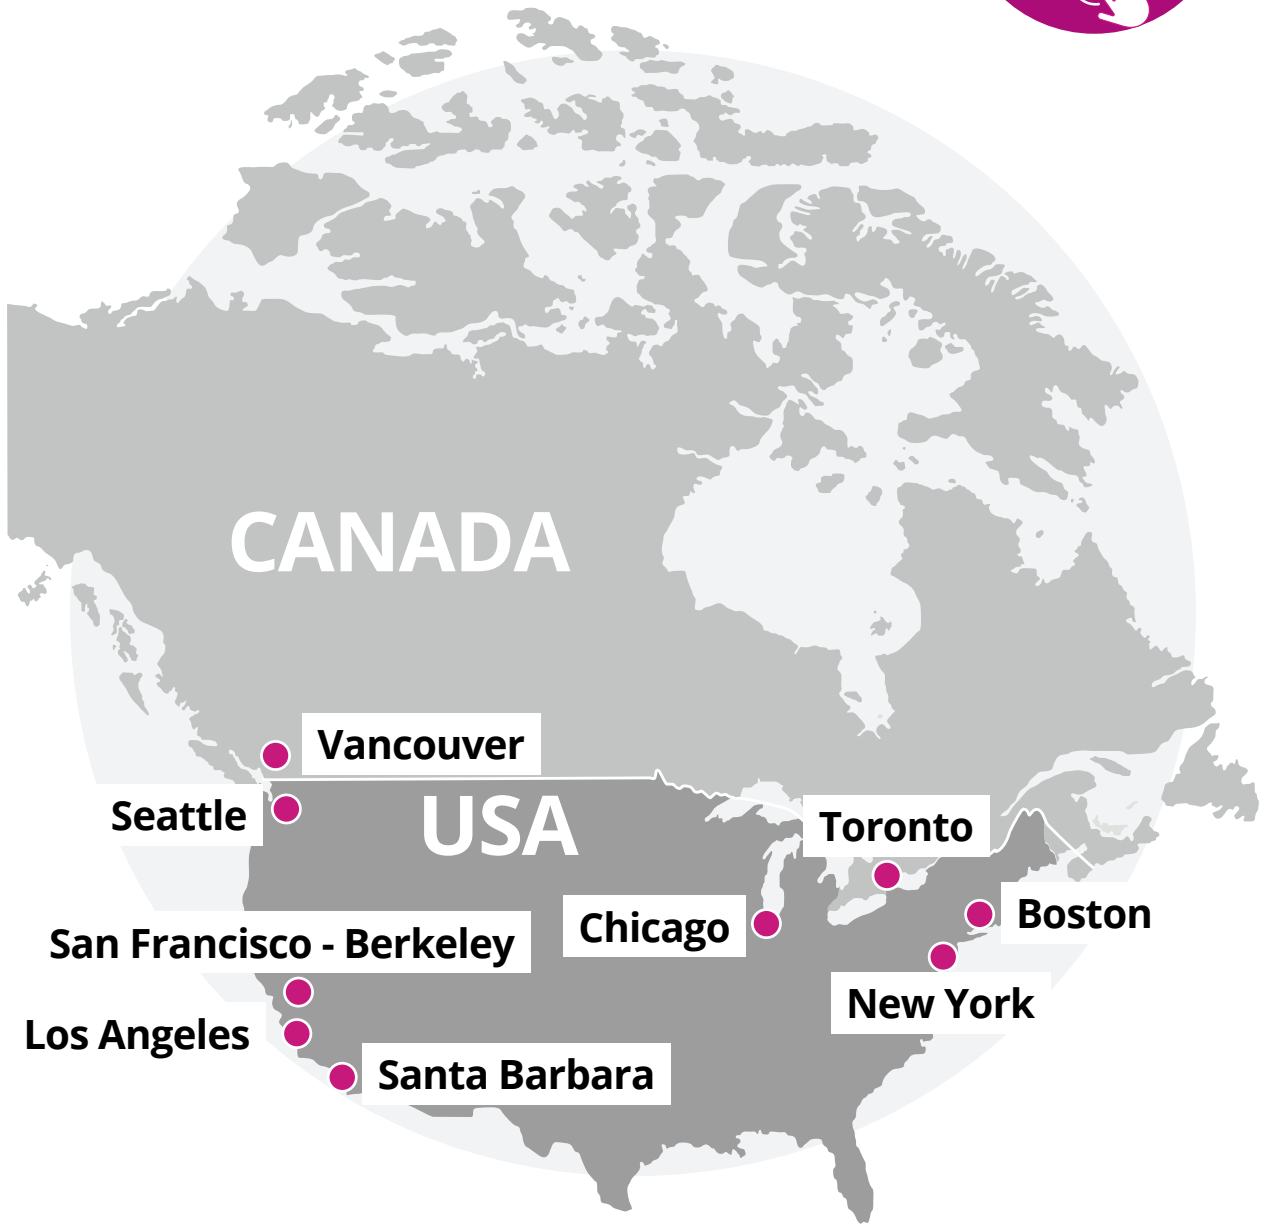 CANADA
Vancouver
Seattle
USA
Toronto
Boston
Chicago
San Francisco - Berkeley
New York
Los Angeles
Santa Barbara